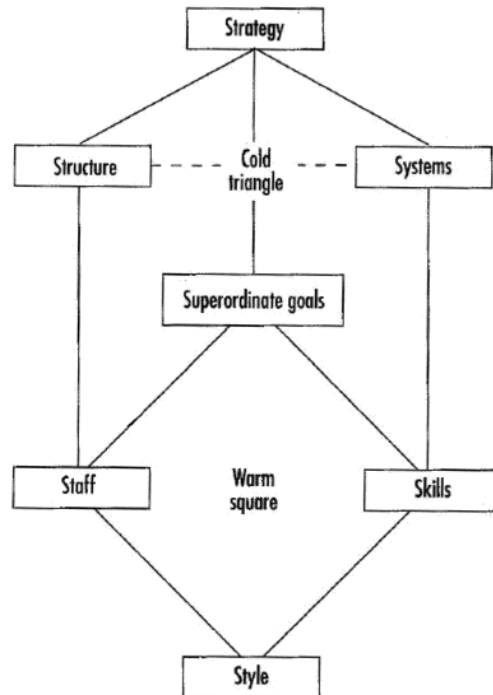 Strategy
Structure
Cold
triangle
Systems
Superordinate goals
Staff
Warm
square
Skills
Style